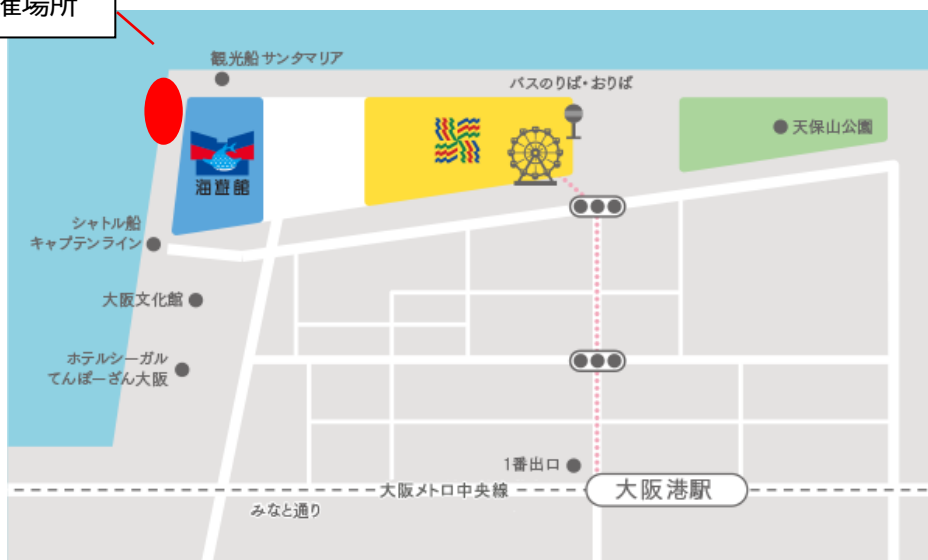 催場所
観光船サンタマリア
バスのりば・おりば
天保山公園
海遊館
シャトル船
キャプテンライン
大阪文化館
ホテルシーガル
てんぽーざん大阪
1番出口
大阪メトロ中央線
大阪港駅
みなと通り